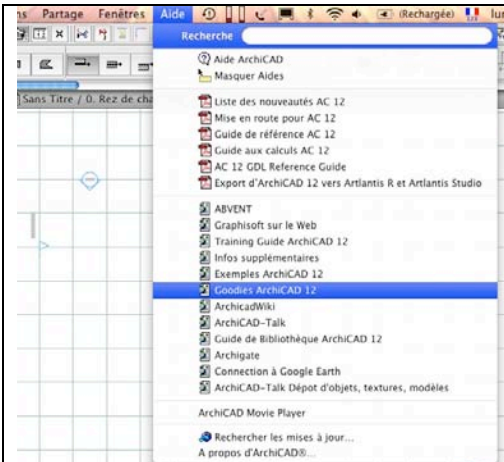 ns Partage Fenêtres Aide (Rechargée) lun
Recherche
Aide ArchiCAD
Masquer Aides
Sans Titre / 0. Rez de cha
Liste des nouveautés AC 12
Mise en route pour AC 12
Guide de référence AC 12
Guide aux calculs AC 12
AC 12 GDL Reference Guide
Export d'ArchiCAD 12 vers Artlantis R et Artlantis Studio
ABVENT
Graphisoft sur le Web
Training Guide ArchiCAD 12
Infos supplémentaires
Exemples ArchiCAD 12
Goodies ArchiCAD 12
ArchicadWiki
ArchiCAD-Talk
Guide de Bibliothèque ArchiCAD 12
Archigate
Connection à Google Earth
ArchiCAD-Talk Dépot d'objets, textures, modèles
ArchiCAD Movie Player
Rechercher les mises à jour...
A propos d'ArchiCAD®...